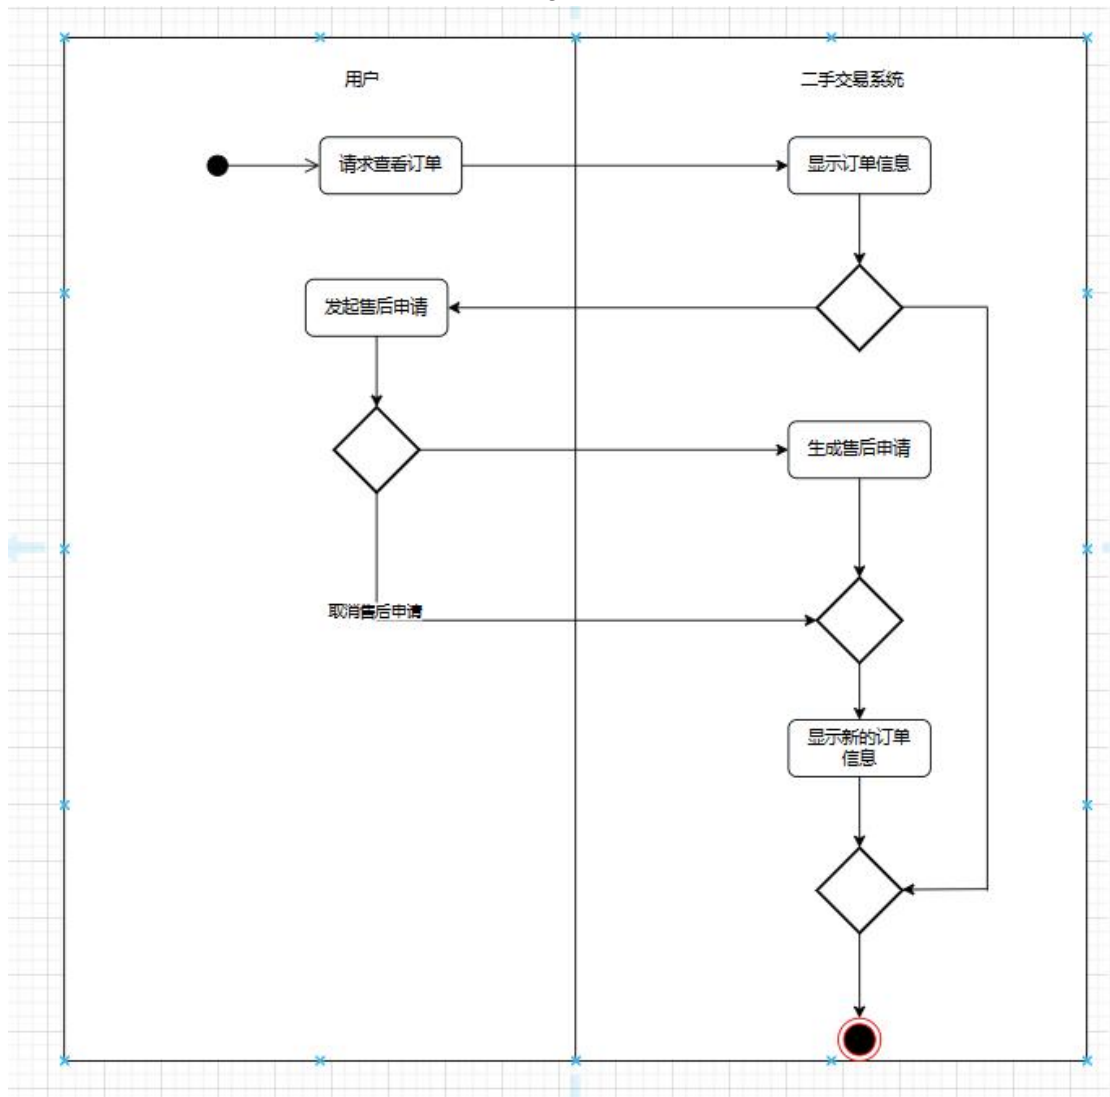 用户
二手交易系统
请求查看订单
显示订单信息
发起售后申请
生成售后申请
取消售后申请
显示新的订单
信息